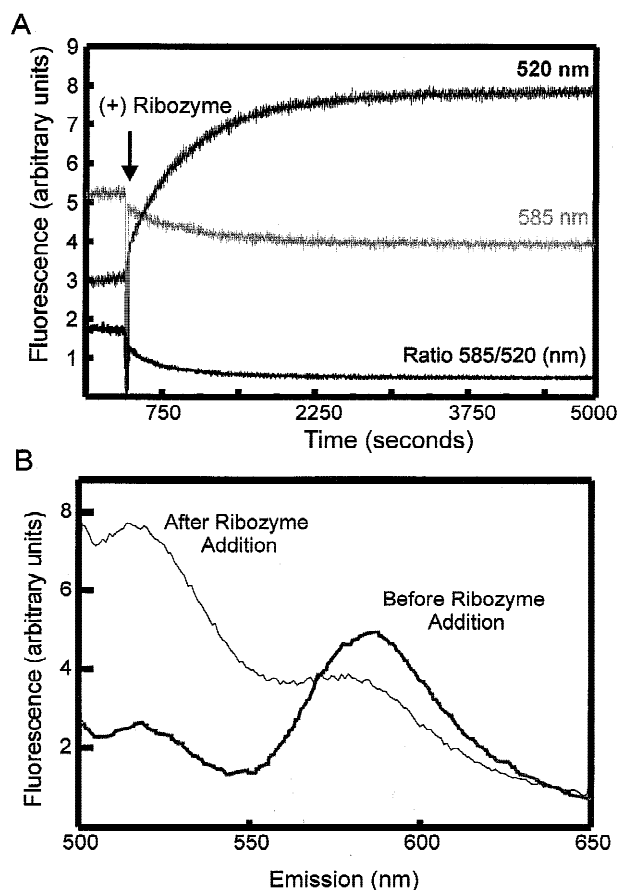 A
Fluorescence (arbitrary units)
9
8
7
6
5
4
3
2
1
(+) Ribozyme
520 nm
585 nm
Ratio 585/520 (nm)
750 2250 3750 5000
Time (seconds)
B
Fluorescence (arbitrary units)
8
6
4
2
After Ribozyme
Addition
Before Ribozyme
Addition
500 550 600 650
Emission (nm)